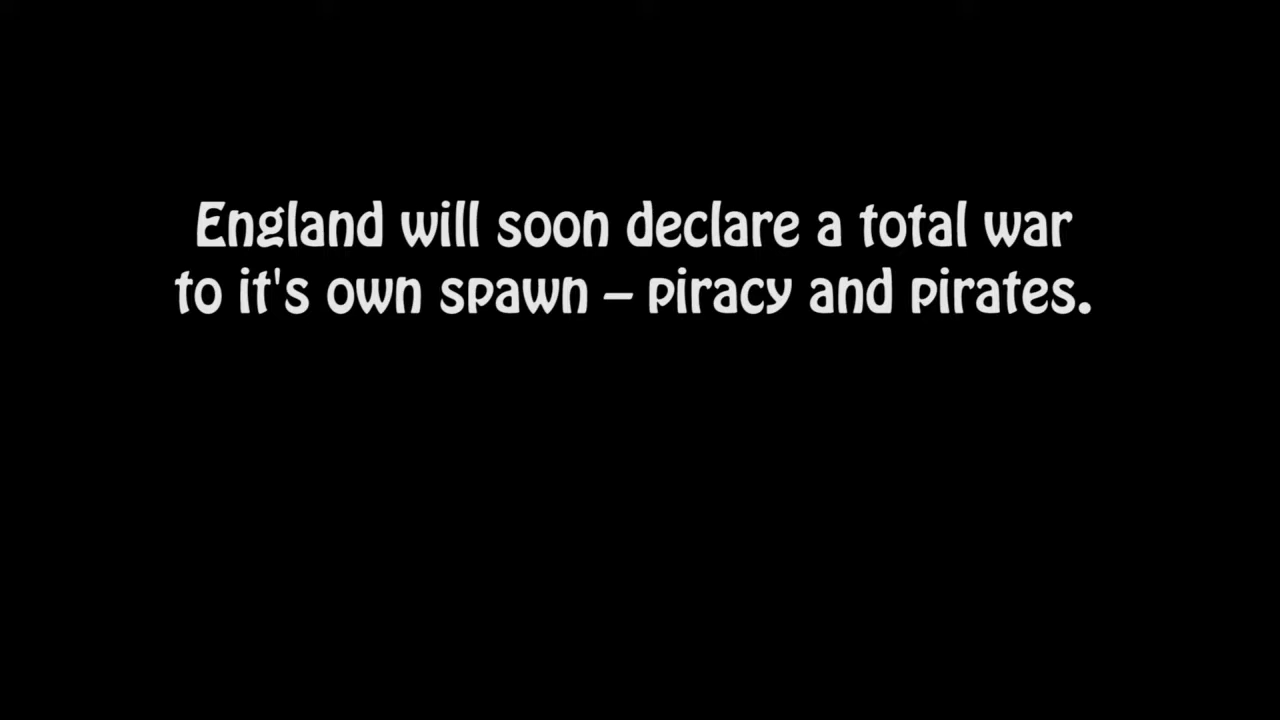 England will soon declare a total war
to it's own spawn – piracy and pirates.